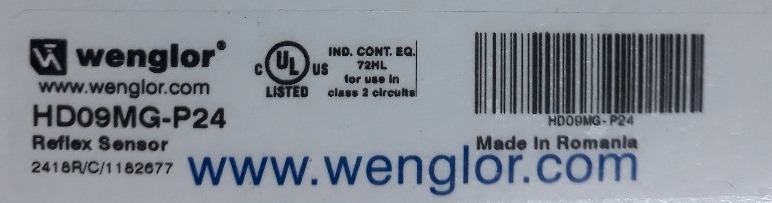 wenglor®
www.wenglor.com
HD09MG-P24
Reflex Sensor
2418R/C/1182677
C UL US
LISTED
IND. CONT. EQ.
72HL
for use in
class 2 circuits
HD09MG-P24
Made In Romania
www.wenglor.com